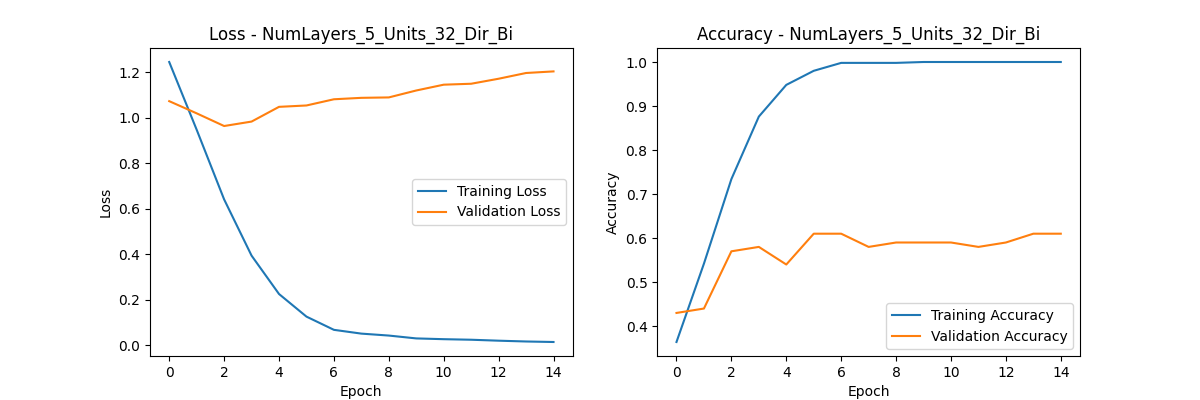 Loss - NumLayers_5_Units_32_Dir_Bi
1.2
1.0
0.8
0.6
0.4
0.2
0.0
Loss
Training Loss
Validation Loss
0 2 4 6 8 10 12 14
Epoch
Accuracy - NumLayers_5_Units_32_Dir_Bi
1.0
0.9
0.8
0.7
0.6
0.5
0.4
Accuracy
Training Accuracy
Validation Accuracy
0 2 4 6 8 10 12 14
Epoch